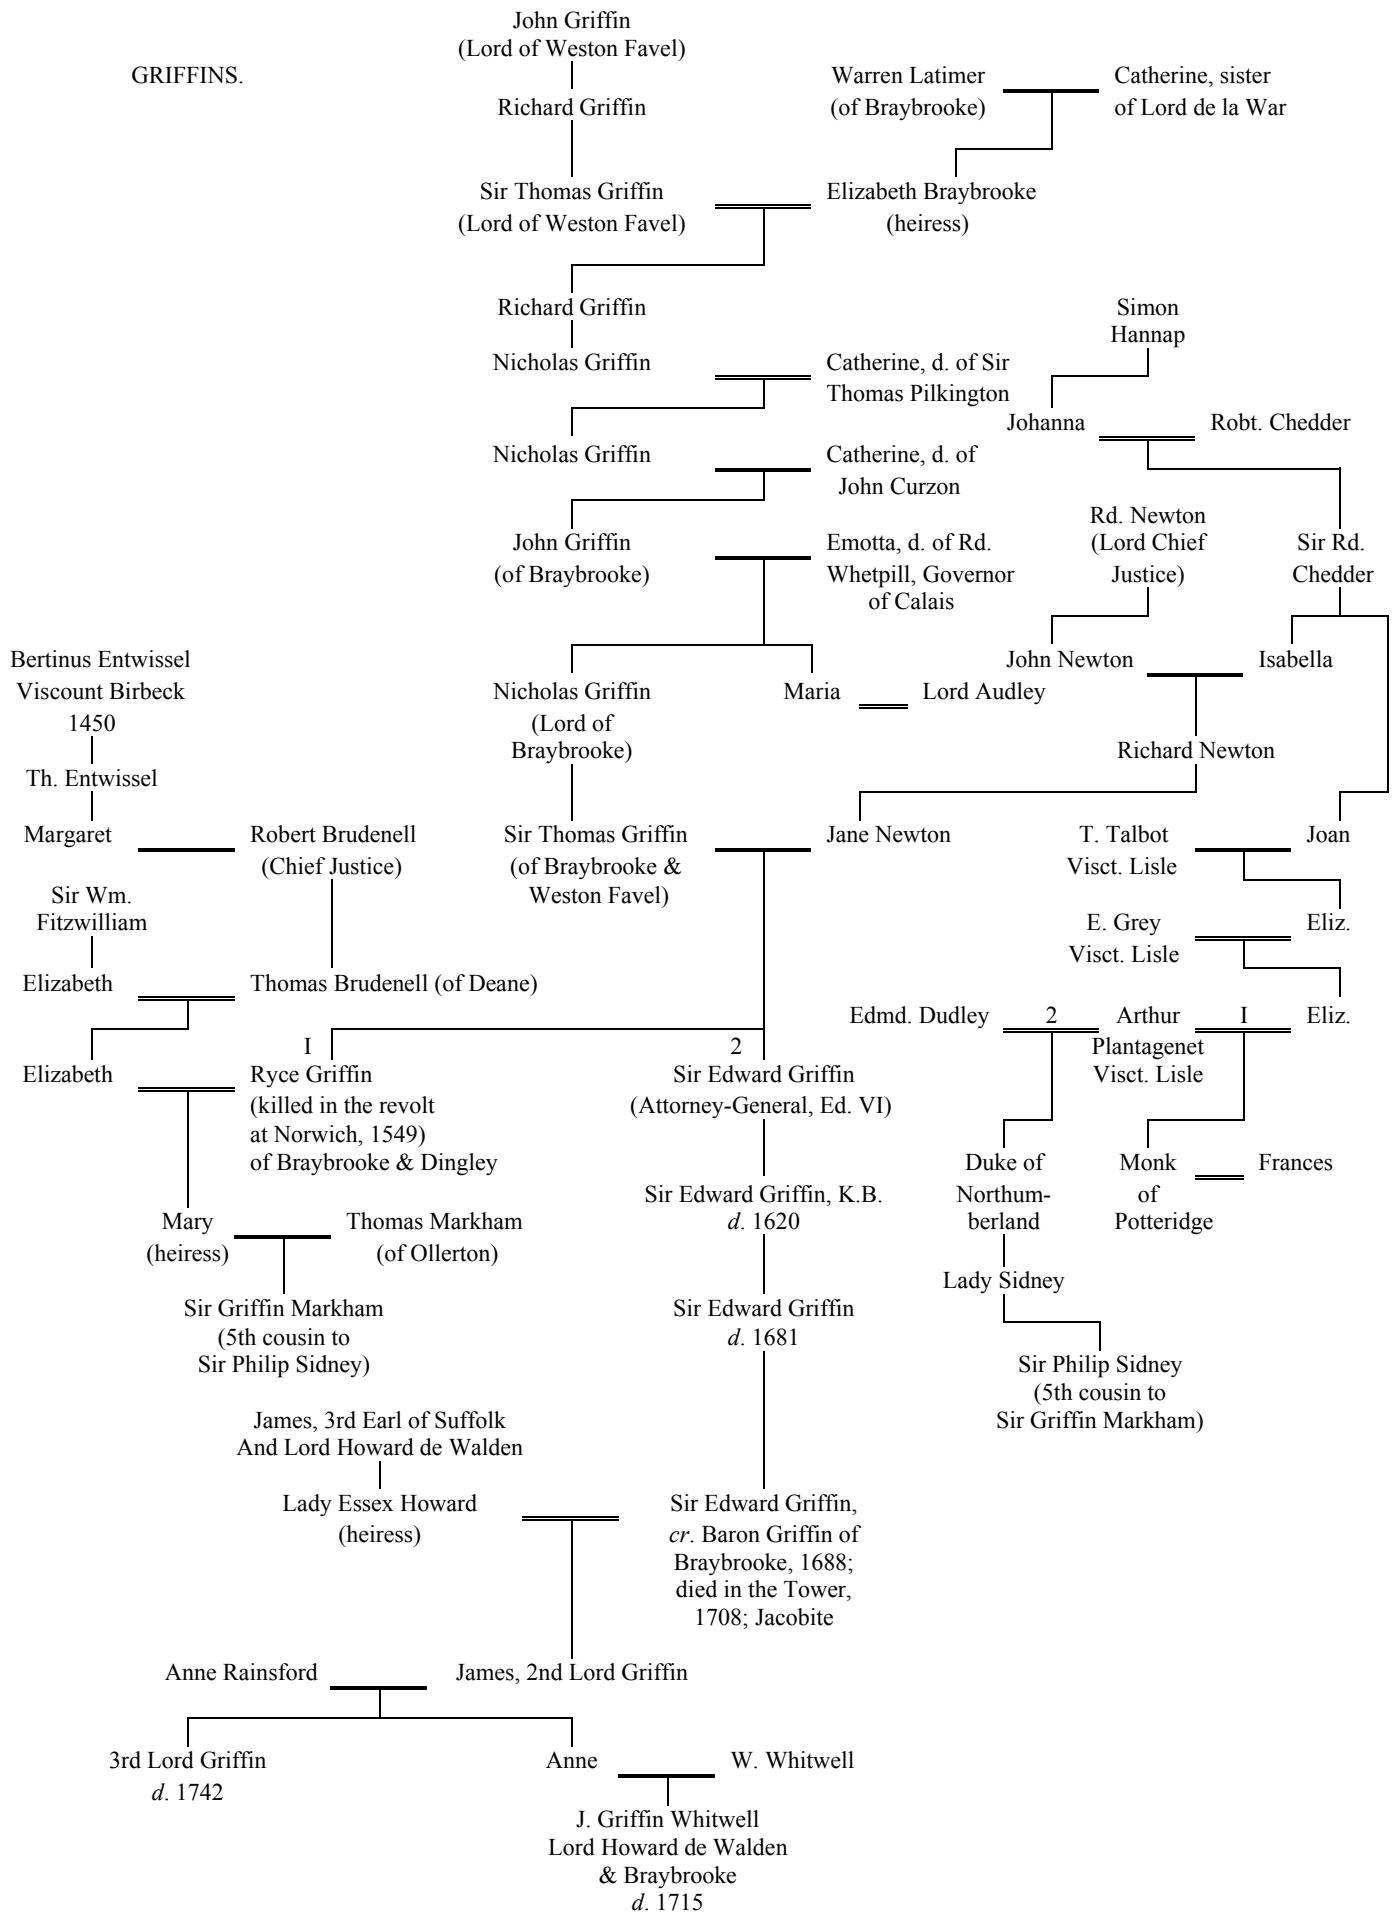 John Griffin
(Lord of Weston Favel)
GRIFFINS.
Warren Latimer
(of Braybrooke)
Catherine, sister
of Lord de la War
Richard Griffin
Sir Thomas Griffin
(Lord of Weston Favel)
Elizabeth Braybrooke
(heiress)
Richard Griffin
Simon
Hannap
Nicholas Griffin
Catherine, d. of Sir
Thomas Pilkington
Johanna
Robt. Chedder
Nicholas Griffin
Catherine, d. of
John Curzon
Rd. Newton
(Lord Chief
Justice)
Sir Rd.
Chedder
John Griffin
(of Braybrooke)
Emotta, d. of Rd.
Whetpill, Governor
of Calais
Bertinus Entwissel
Viscount Birbeck
1450
John Newton
Isabella
Nicholas Griffin
(Lord of
Braybrooke)
Maria
Lord Audley
Richard Newton
Th. Entwissel
Margaret
Robert Brudenell
(Chief Justice)
Sir Thomas Griffin
(of Braybrooke &
Weston Favel)
Jane Newton
T. Talbot
Visct. Lisle
Joan
Sir Wm.
Fitzwilliam
E. Grey
Visct. Lisle
Eliz.
Elizabeth
Thomas Brudenell (of Deane)
Edmd. Dudley
2
Arthur
Plantagenet
Visct. Lisle
I
Eliz.
I
2
Elizabeth
Ryce Griffin
(killed in the revolt
at Norwich, 1549)
of Braybrooke & Dingley
Sir Edward Griffin
(Attorney-General, Ed. VI)
Duke of
Northum-
berland
Monk
of
Potteridge
Frances
Sir Edward Griffin, K.B.
d. 1620
Mary
(heiress)
Thomas Markham
(of Ollerton)
Lady Sidney
Sir Griffin Markham
(5th cousin to
Sir Philip Sidney)
Sir Edward Griffin
d. 1681
Sir Philip Sidney
(5th cousin to
Sir Griffin Markham)
James, 3rd Earl of Suffolk
And Lord Howard de Walden
Lady Essex Howard
(heiress)
Sir Edward Griffin,
cr. Baron Griffin of
Braybrooke, 1688;
died in the Tower,
1708; Jacobite
Anne Rainsford
James, 2nd Lord Griffin
3rd Lord Griffin
d. 1742
Anne
W. Whitwell
J. Griffin Whitwell
Lord Howard de Walden
& Braybrooke
d. 1715